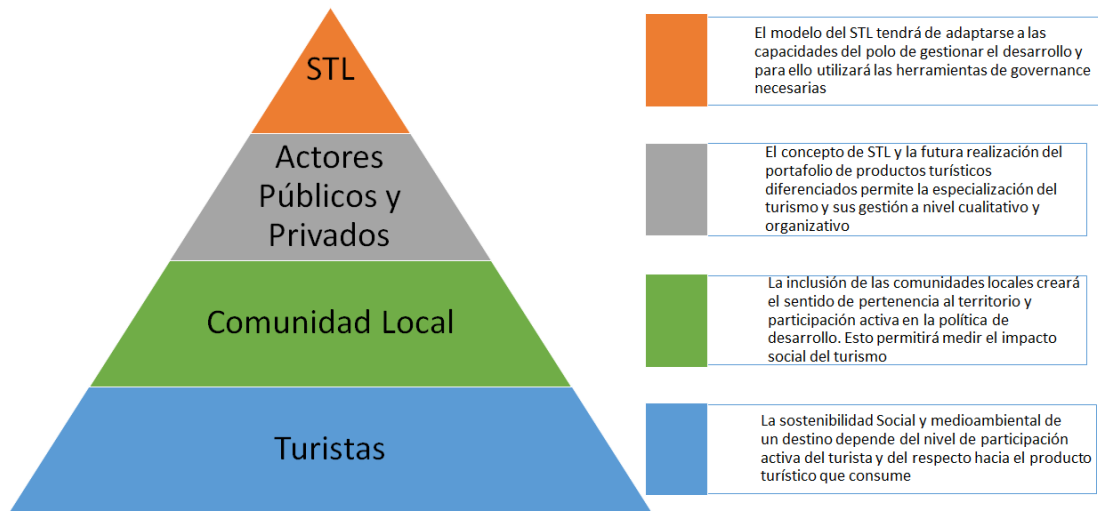 STL
El modelo del STL tendrá de adaptarse a las
capacidades del polo de gestionar el desarrollo y
para ello utilizará las herramientas de governance
necesarias
Actores
Públicos y
Privados
El concepto de STL y la futura realización del
portafolio de productos turísticos
diferenciados permite la especialización del
turismo y sus gestión a nivel cualitativo y
organizativo
Comunidad Local
La inclusión de las comunidades locales creará
el sentido de pertenencia al territorio y
participación activa en la política de
desarrollo. Esto permitirá medir el impacto
social del turismo
Turistas
La sostenibilidad Social y medioambiental de
un destino depende del nivel de participación
activa del turista y del respecto hacia el producto
turístico que consume